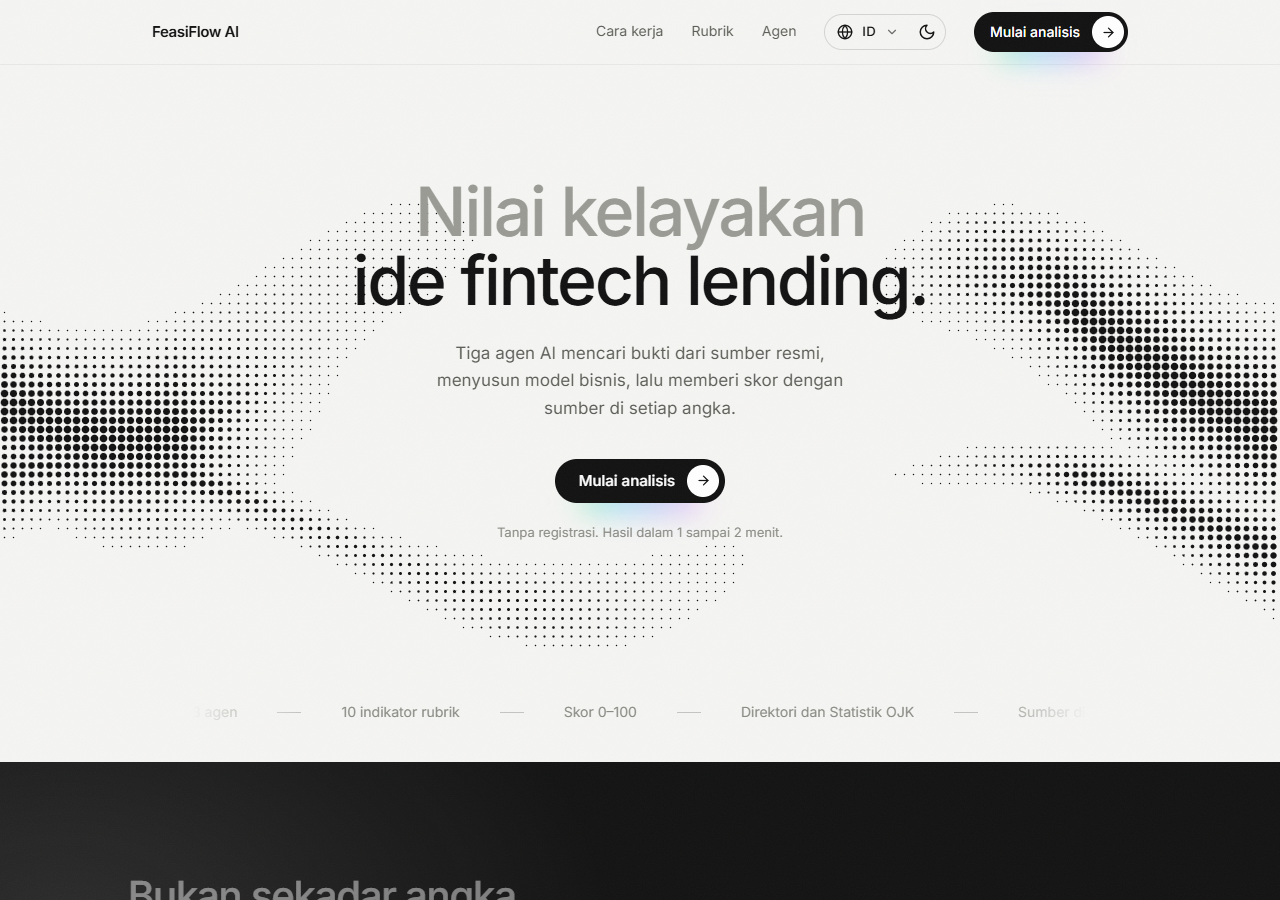 FeasiFlow AI
Cara kerja
Rubrik
Agen
ID
Mulai analisis
Nilai kelayakan
ide fintech lending.
Tiga agen AI mencari bukti dari sumber resmi,
menyusun model bisnis, lalu memberi skor dengan
sumber di setiap angka.
Mulai analisis
Tanpa registrasi. Hasil dalam 1 sampai 2 menit.
3 agen
10 indikator rubrik
Skor 0–100
Direktori dan Statistik OJK
Sumber
Bukan sekadar angka